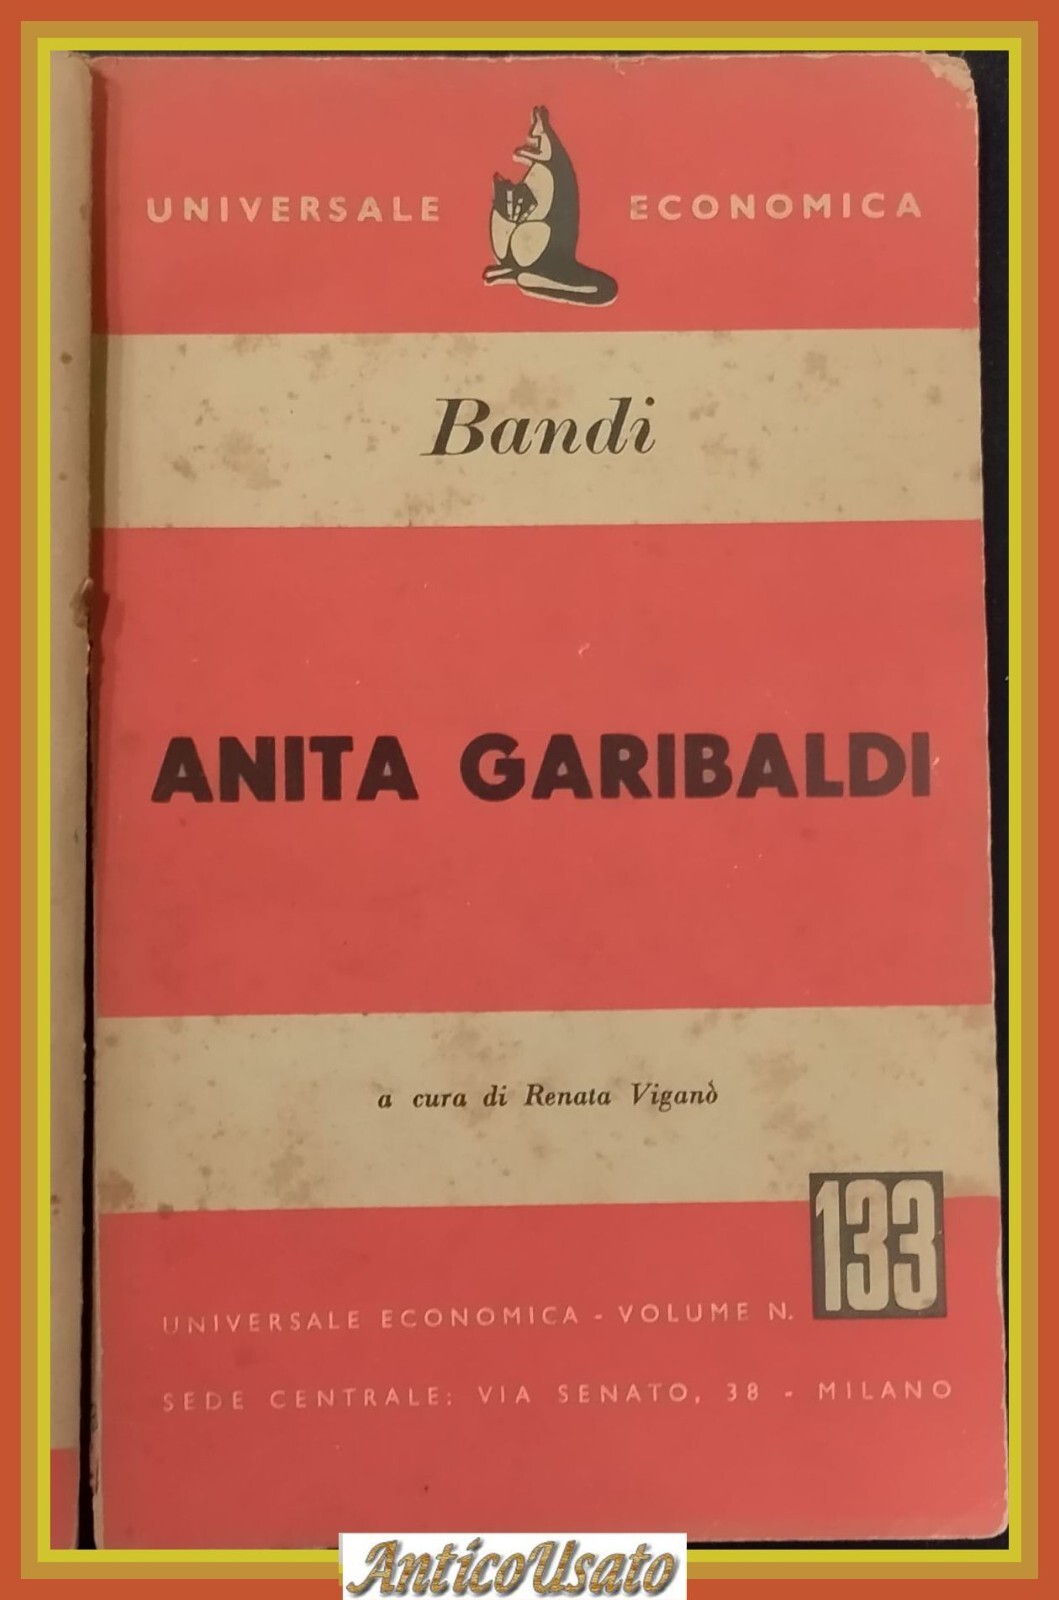 UNIVERSALE ECONOMICA
Bandi
ANITA GARIBALDI
a cura di Renata Viganò
133
UNIVERSALE ECONOMICA - VOLUME N.
SEDE CENTRALE: VIA SENATO, 38 - MILANO
AnticoUsato